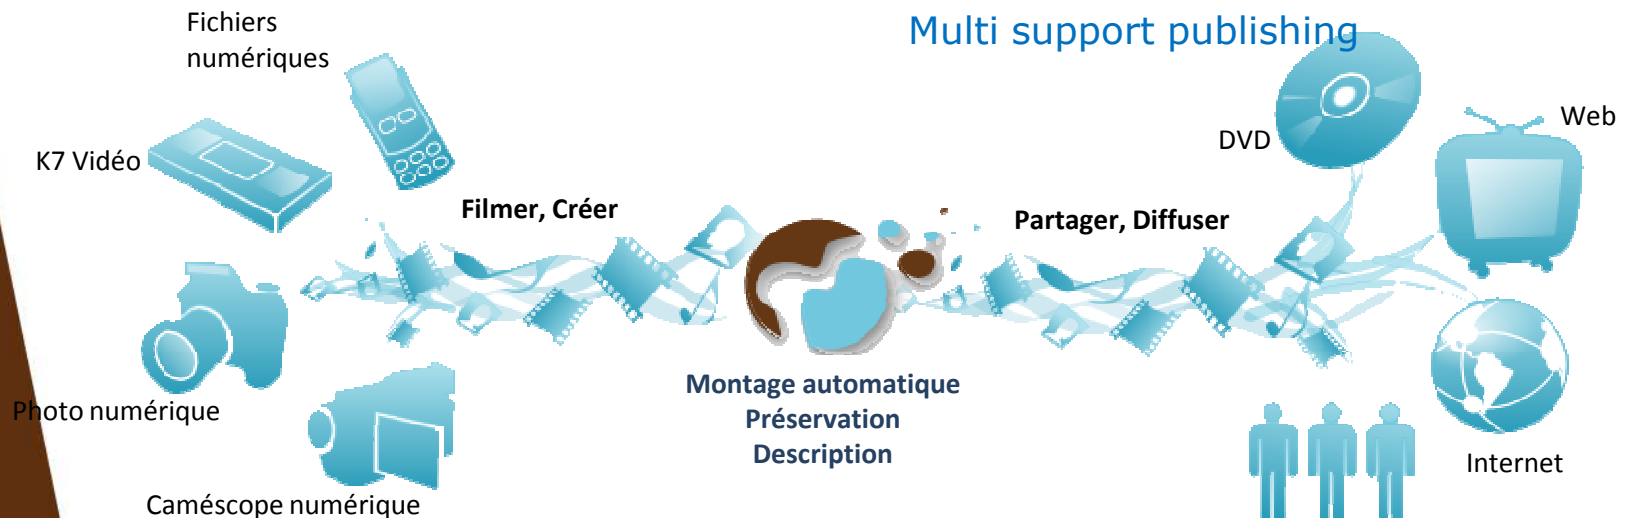 Fichiers
numériques
Multi support publishing
K7 Vidéo
DVD
Web
Filmer, Créer
Partager, Diffuser
Montage automatique
Préservation
Description
Photo numérique
Internet
Caméscope numérique